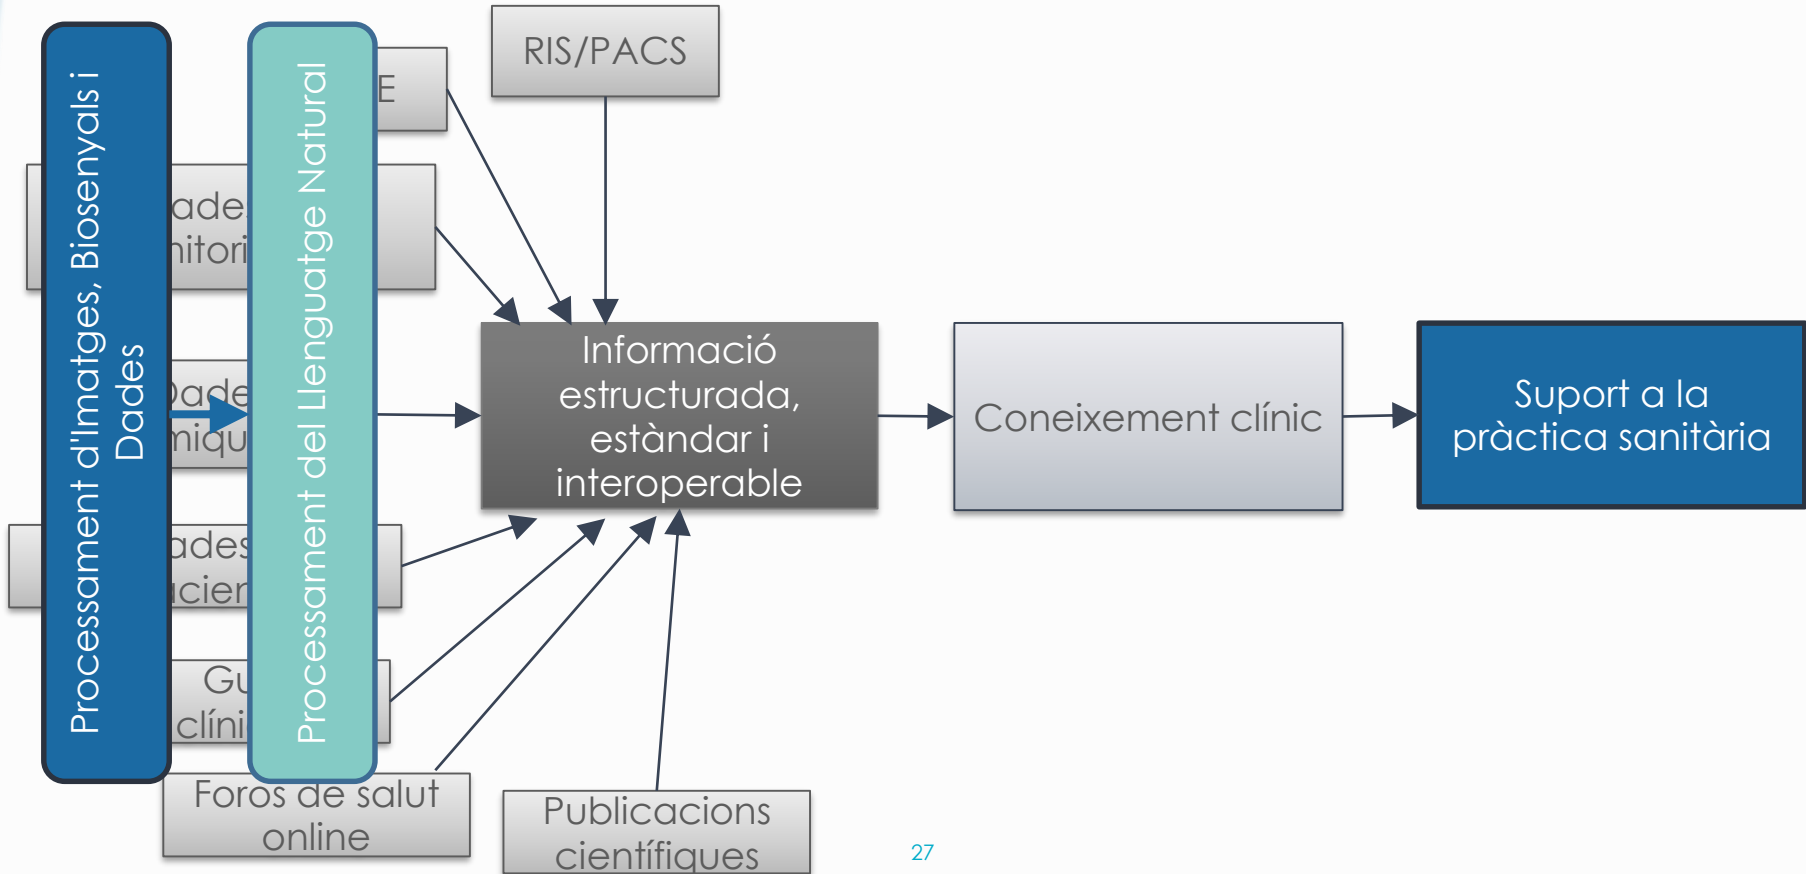 Processament d'Imatges, Biosenyals i
Dades
Processament del Llenguatge Natural
E
RIS/PACS
Informació
estructurada,
estàndar i
interoperable
Coneixement clínic
Suport a la
pràctica sanitària
Foros de salut
online
Publicacions
científiques
27